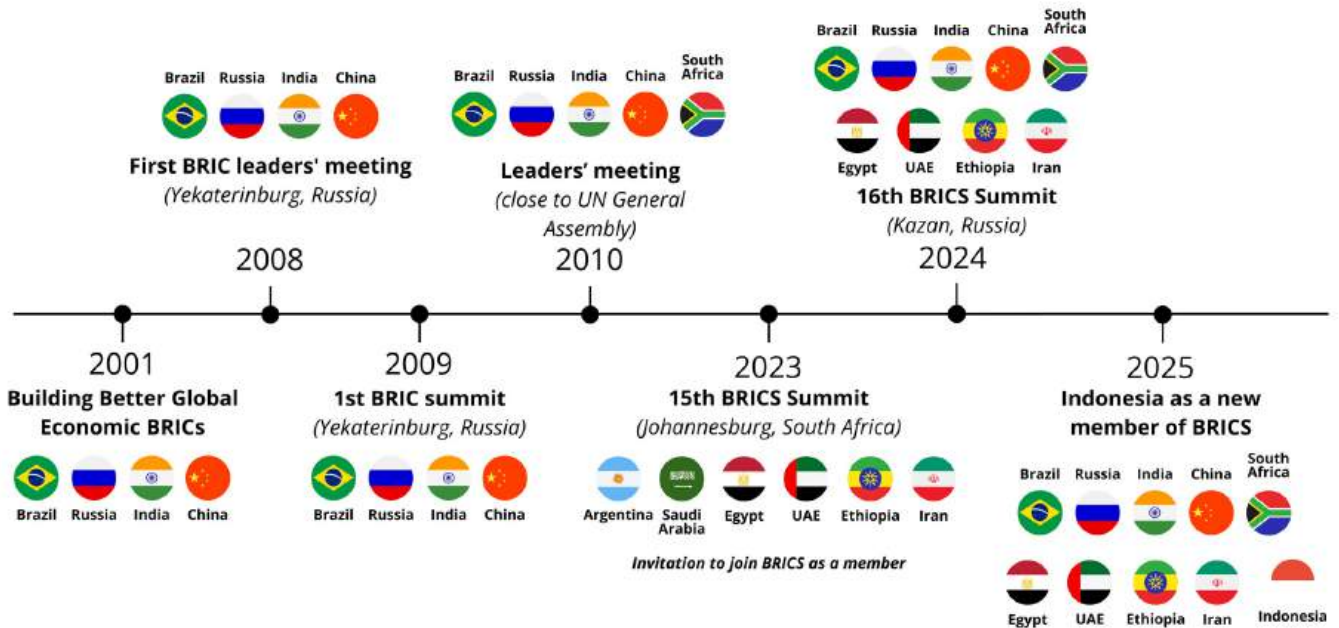 Brazil Russia India China
First BRIC leaders' meeting
(Yekaterinburg, Russia)
2008
Brazil Russia India China South
Africa
Leaders’ meeting
(close to UN General
Assembly)
2010
Brazil Russia India China South
Africa
Egypt UAE Ethiopia Iran
16th BRICS Summit
(Kazan, Russia)
2024
2001
Building Better Global
Economic BRICs
Brazil Russia India China
2009
1st BRIC summit
(Yekaterinburg, Russia)
Brazil Russia India China
2023
15th BRICS Summit
(Johannesburg, South Africa)
Argentina Saudi
Arabia Egypt UAE Ethiopia Iran
Invitation to join BRICS as a member
2025
Indonesia as a new
member of BRICS
Brazil Russia India China South
Africa
Egypt UAE Ethiopia Iran Indonesia